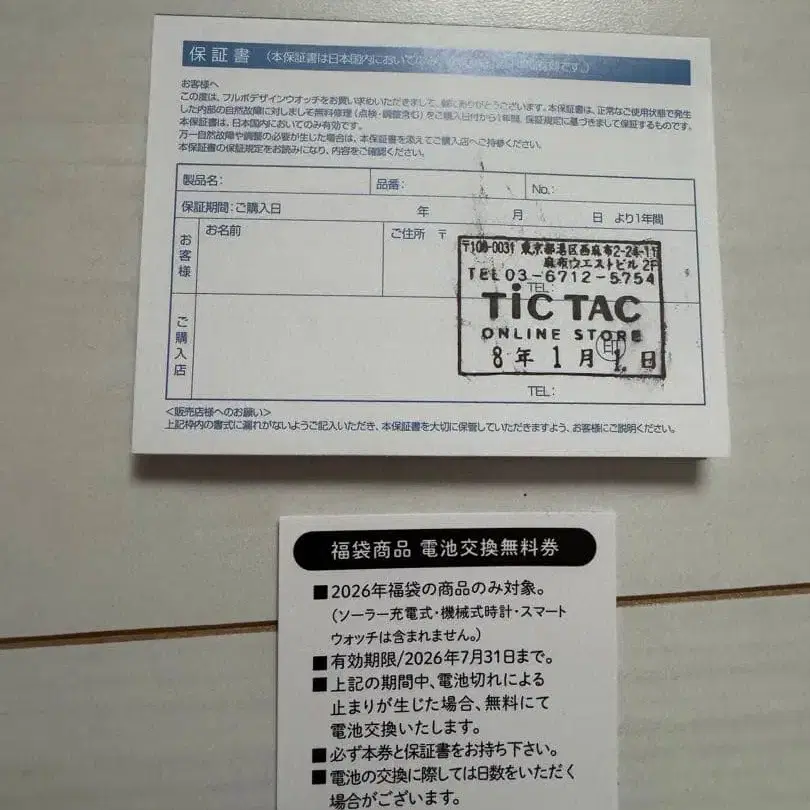 保証書 (本保証書は日本国内においてのみ有効です。)
お客様へ
この度は、フルボデザインウォッチをお買い求めいただきまして、誠にありがとうございます。本保証書は、正常なご使用状態で発生
した内部の自然故障に対しまして無料修理(点検・調整含む)をご購入日付から1年間、保証規定に基づきまして保証するものです。
本保証書は、日本国内においてのみ有効です。
万一自然故障や調整の必要が生じた場合は、本保証書を添えてご購入店へご持参ください。
本保証書の保証規定をお読みになり、内容をご確認ください。
製品名: 品番: No.:
保証期間:ご購入日 年 月 日 より1年間
お客様 お名前 ご住所 〒
〒106-0031 東京都港区西麻布2-24-11
麻布ウエストビル 2F
TEL 03-6712-5754
TEL:
TiC TAC
ONLINE STORE
8年 1月 1日
印
ご購入店
TEL:
<販売店様へのお願い>
上記枠内の書式に漏れがないようご記入いただき、本保証書を大切に保管していただきますよう、お客様にご説明ください。
福袋商品 電池交換無料券
■2026年福袋の商品のみ対象。
(ソーラー充電式・機械式時計・スマート
ウォッチは含まれません。)
■有効期限/2026年7月31日まで。
■上記の期間中、電池切れによる
止まりが生じた場合、無料にて
電池交換いたします。
■必ず本券と保証書をお持ち下さい。
■電池の交換に際しては日数をいただく
場合がございます。